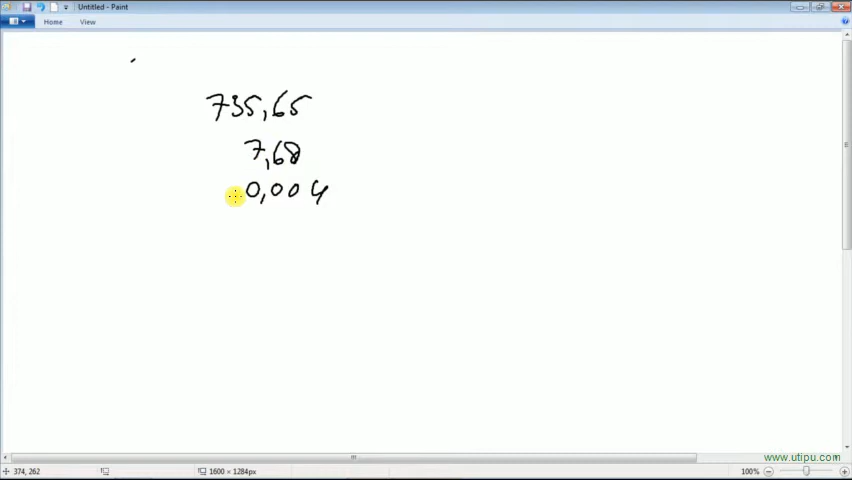 Untitled - Paint
Home View
735,65
7,68
0,004
www.utipu.com
374, 262
1600 × 1284px
100%